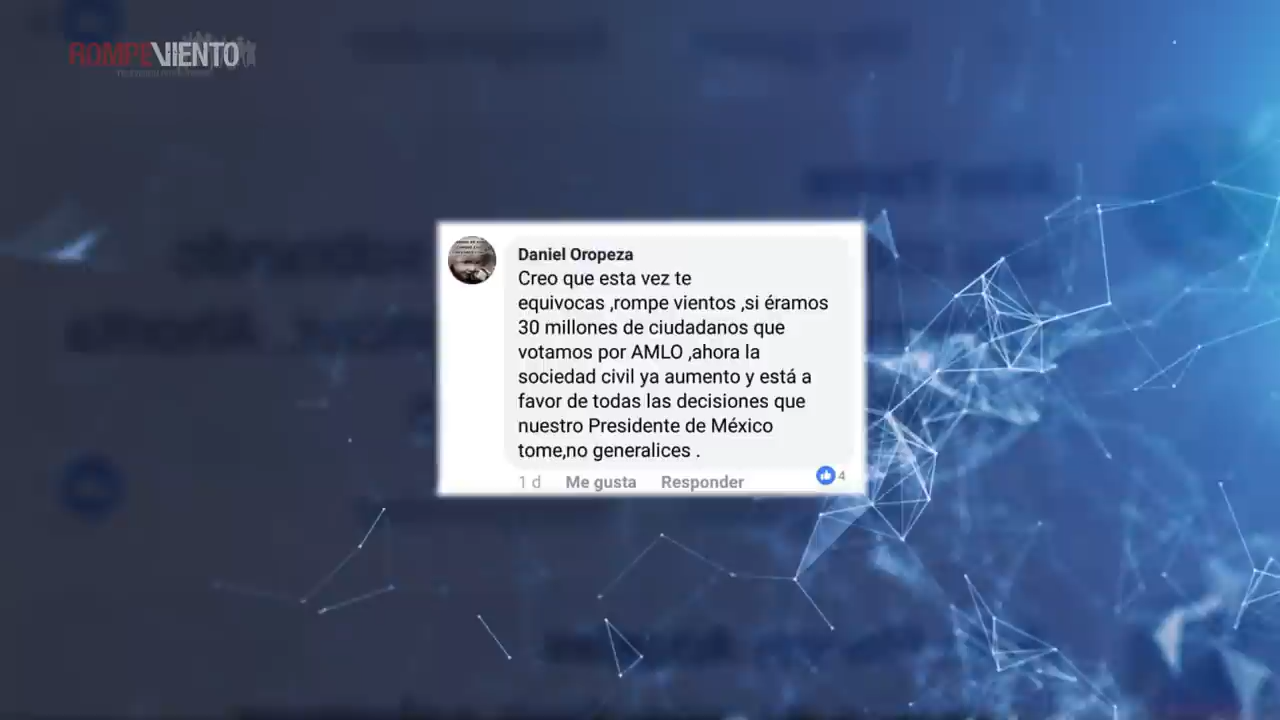 ROMPEVIENTO
Daniel Oropeza
Creo que esta vez te
equivocas ,rompe vientos ,si éramos
30 millones de ciudadanos que
votamos por AMLO ,ahora la
sociedad civil ya aumento y está a
favor de todas las decisiones que
nuestro Presidente de México
tome,no generalices .
1 d Me gusta Responder 4